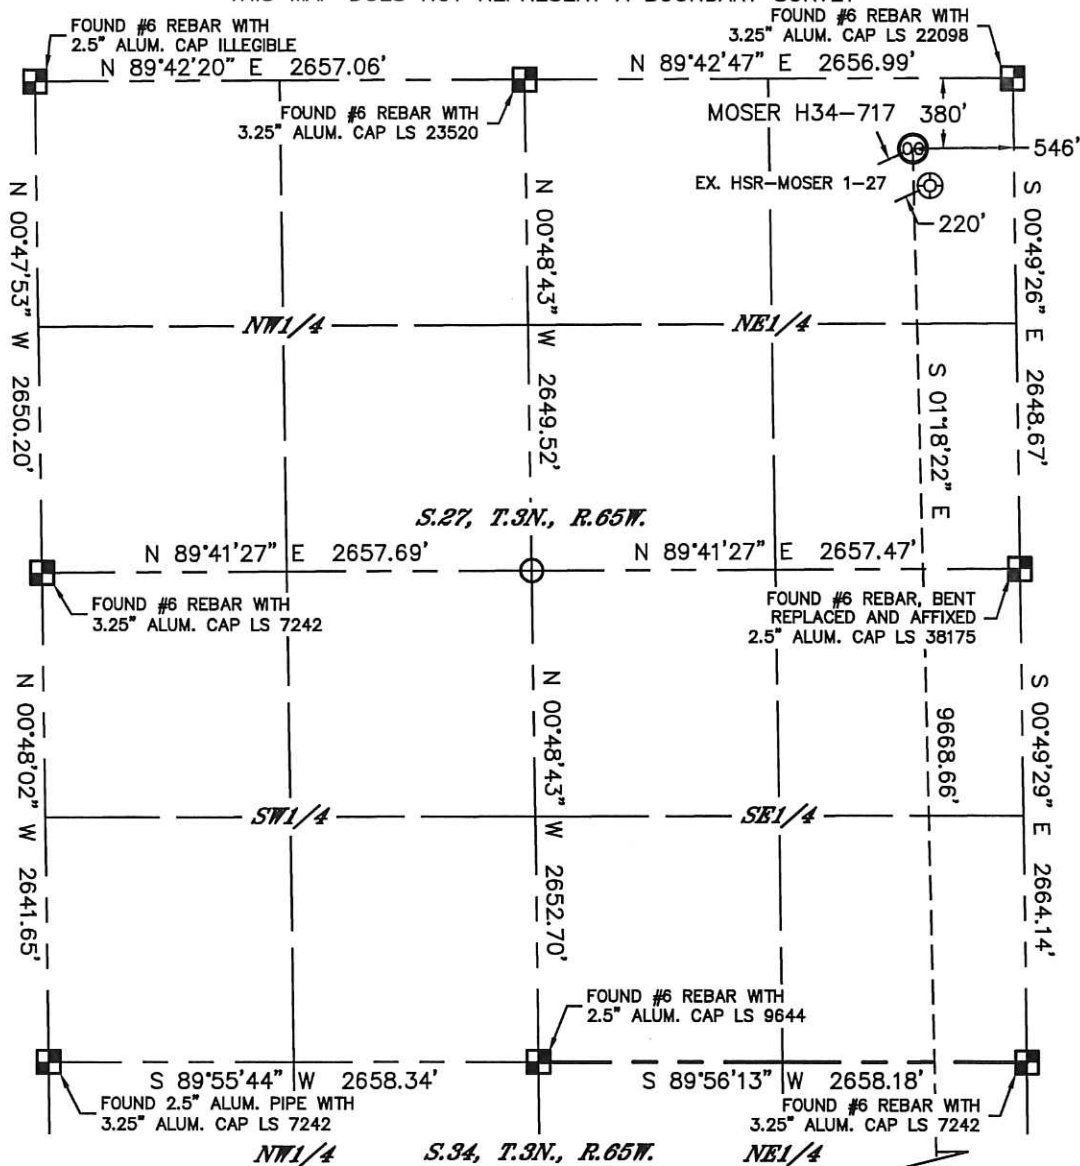 FOUND #6 REBAR WITH
2.5" ALUM. CAP ILLEGIBLE
FOUND #6 REBAR WITH
3.25" ALUM. CAP LS 22098
N 89°42'20" E 2657.06'
N 89°42'47" E 2656.99'
FOUND #6 REBAR WITH
3.25" ALUM. CAP LS 23520
MOSER H34-717
380'
546'
EX. HSR-MOSER 1-27
220'
N 00°47'53" W 2650.20'
N 00°48'43" W 2649.52'
S 01°18'22" E
S 00°49'26" E 2648.67'
NW1/4
NE1/4
S.27, T.3N., R.65W.
N 89°41'27" E 2657.69'
N 89°41'27" E 2657.47'
FOUND #6 REBAR WITH
3.25" ALUM. CAP LS 7242
FOUND #6 REBAR, BENT
REPLACED AND AFFIXED
2.5" ALUM. CAP LS 38175
N 00°48'02" W 2641.65'
N 00°48'43" W 2652.70'
9668.66'
S 00°49'29" E 2664.14'
SW1/4
SE1/4
FOUND #6 REBAR WITH
2.5" ALUM. CAP LS 9644
S 89°55'44" W 2658.34'
S 89°56'13" W 2658.18'
FOUND 2.5" ALUM. PIPE WITH
3.25" ALUM. CAP LS 7242
FOUND #6 REBAR WITH
3.25" ALUM. CAP LS 7242
NW1/4
S.34, T.3N., R.65W.
NE1/4